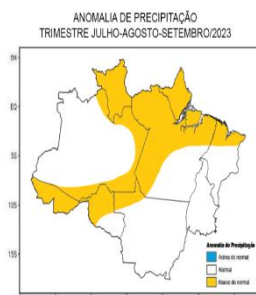 ANOMALIA DE PRECIPITAÇÃO
TRIMESTRE JULHO-AGOSTO-SETEMBRO/2023
5N
E0
5S
10S
15S
Anomalia de Precipitação
Acima do normal
Normal
Abaixo do normal